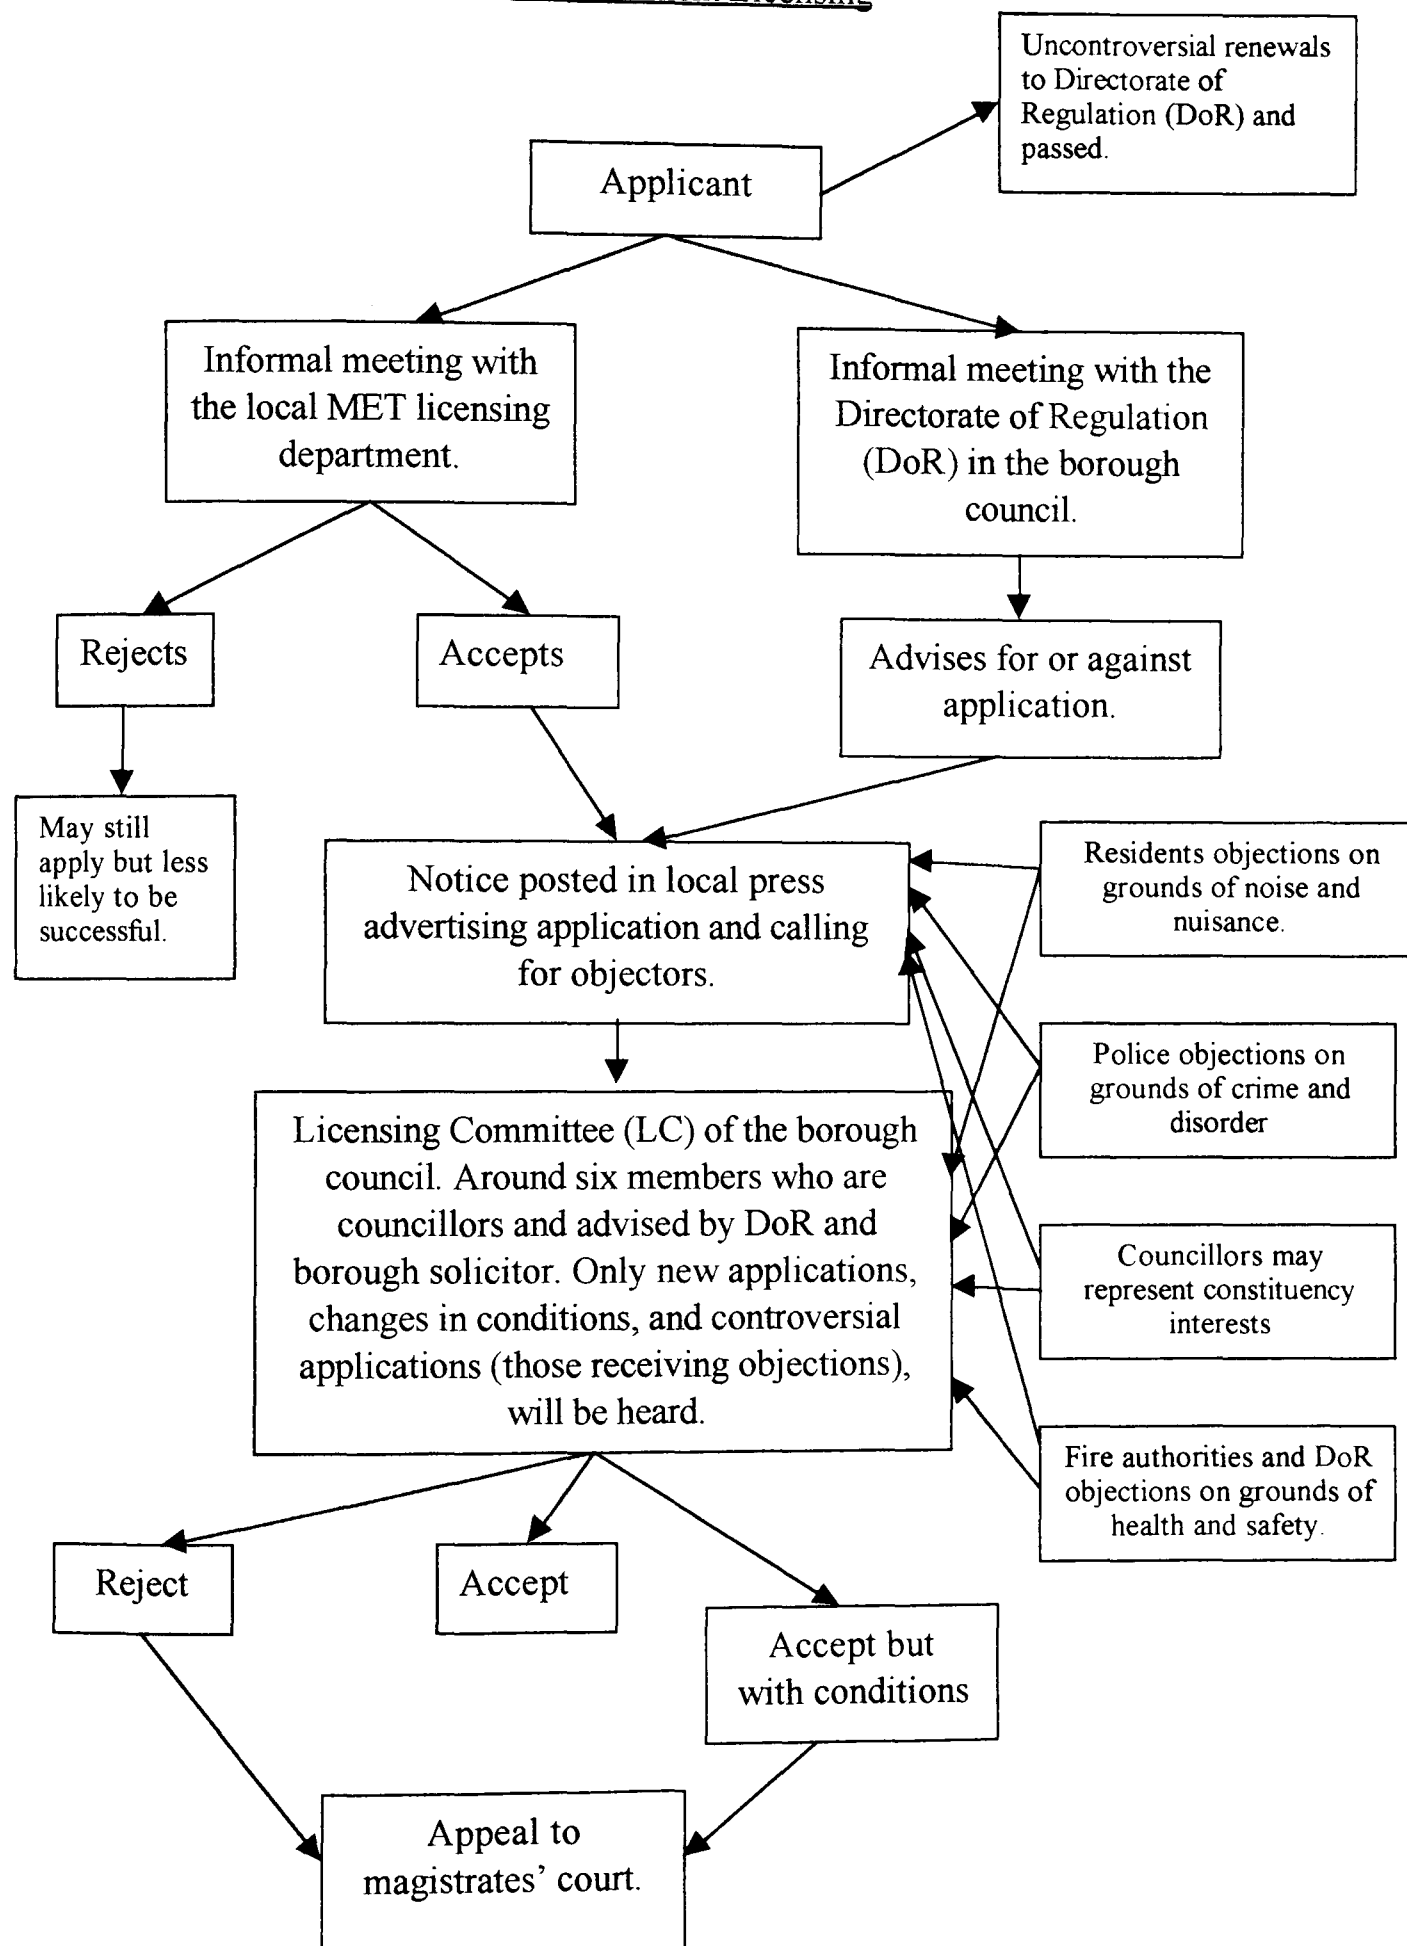 Licensing
Uncontroversial renewals
to Directorate of
Regulation (DoR) and
passed.
Applicant
Informal meeting with
the local MET licensing
department.
Informal meeting with the
Directorate of Regulation
(DoR) in the borough
council.
Rejects
Accepts
Advises for or against
application.
May still
apply but less
likely to be
successful.
Notice posted in local press
advertising application and calling
for objectors.
Residents objections on
grounds of noise and
nuisance.
Police objections on
grounds of crime and
disorder
Licensing Committee (LC) of the borough
council. Around six members who are
councillors and advised by DoR and
borough solicitor. Only new applications,
changes in conditions, and controversial
applications (those receiving objections),
will be heard.
Councillors may
represent constituency
interests
Fire authorities and DoR
objections on grounds of
health and safety.
Reject
Accept
Accept but
with conditions
Appeal to
magistrates’ court.